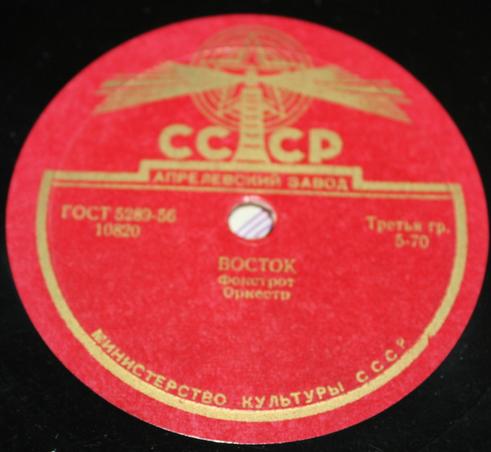 СССР
АПРЕЛЕВСКИЙ ЗАВОД
ГОСТ 5289-56
10820
Третья гр.
5-70
ВОСТОК
Фокстрот
Оркестр
МИНИСТЕРСТВО КУЛЬТУРЫ СССР